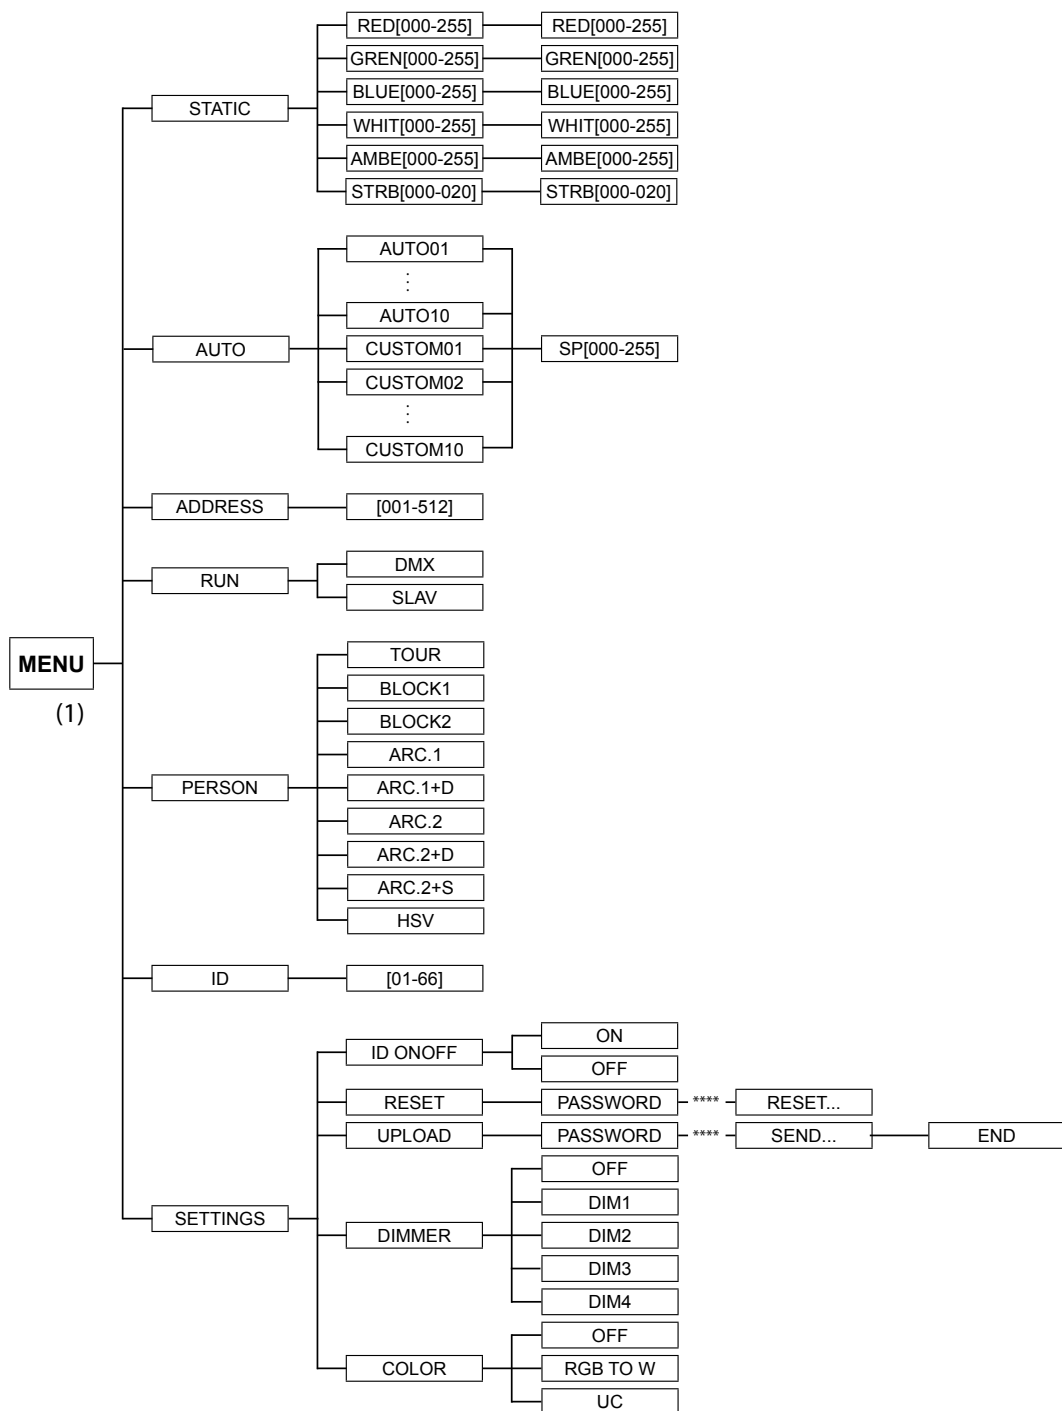 RED[000-255] RED[000-255]
GREN[000-255] GREN[000-255]
BLUE[000-255] BLUE[000-255]
STATIC
WHIT[000-255] WHIT[000-255]
AMBE[000-255] AMBE[000-255]
STRB[000-020] STRB[000-020]
AUTO01
AUTO10
AUTO CUSTOM01 SP[000-255]
CUSTOM02
CUSTOM10
ADDRESS [001-512]
DMX
RUN
SLAV
MENU
(1)
TOUR
BLOCK1
BLOCK2
ARC.1
PERSON ARC.1+D
ARC.2
ARC.2+D
ARC.2+S
HSV
ID [01-66]
ID ONOFF ON
OFF
RESET PASSWORD **** RESET...
UPLOAD PASSWORD **** SEND... END
SETTINGS
OFF
DIM1
DIMMER DIM2
DIM3
DIM4
OFF
COLOR RGB TO W
UC